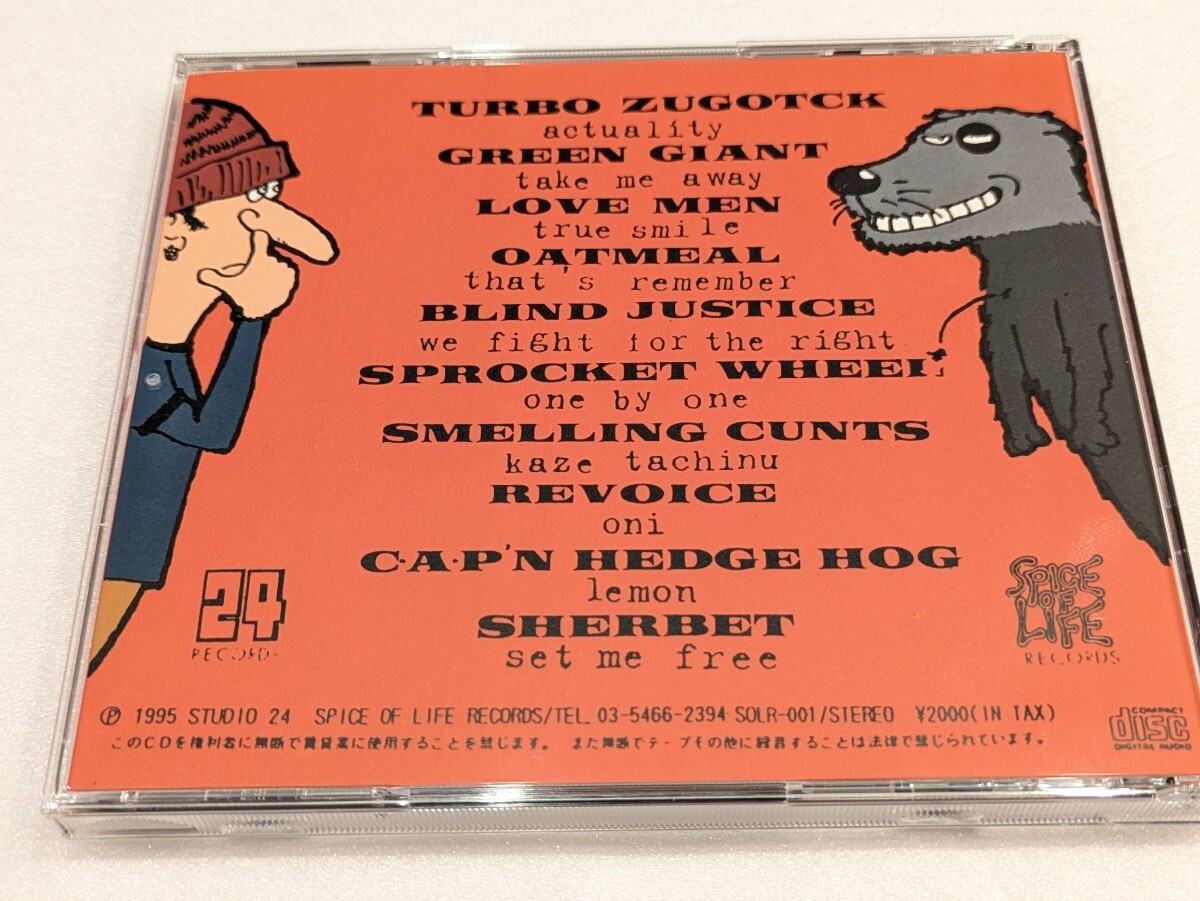 TURBO ZUGOTCK
actuality
GREEN GIANT
take me away
LOVE MEN
true smile
OATMEAL
that's remember
BLIND JUSTICE
we fight for the right
SPROCKET WHEEL
one by one
SMELLING CUNTS
kaze tachinu
REVOICE
oni
C·A·P'N HEDGE HOG
lemon
SHERBET
set me free
24
RECORDS
SPICE
OF
LIFE
RECORDS
Ⓟ 1995 STUDIO 24 SPICE OF LIFE RECORDS/TEL. 03-5466-2394 SOLR-001/STEREO ¥2000(IN TAX)
このCDを権利者に無断で賃貸業に使用することを禁じます。また無断でテープその他に録音することは法律で禁じられています。
COMPACT
disc
DIGITAL AUDIO